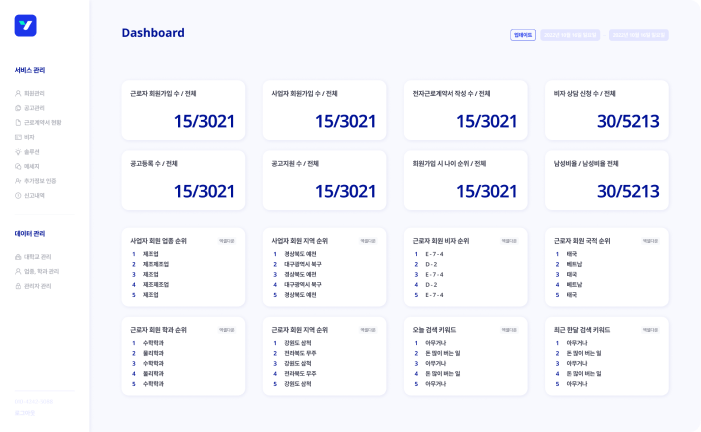 Dashboard
업데이트
서비스 관리
회원관리
공고관리
근로계약서 현황
비자
솔루션
메세지
추가정보 인증
신고내역
데이터 관리
대학교 관리
업종, 학과 관리
관리자 관리
로그아웃
근로자 회원가입 수 / 전체
15/3021
사업자 회원가입 수 / 전체
15/3021
전자근로계약서 작성 수 / 전체
15/3021
비자 상담 신청 수 / 전체
30/5213
공고등록 수 / 전체
15/3021
공고지원 수 / 전체
15/3021
회원가입 시 나이 순위 / 전체
15/3021
남성비율 / 남성비율 전체
30/5213
사업자 회원 업종 순위
엑셀다운
1 제조업
2 제조제조업
3 제조업
4 제조제조업
5 제조업
사업자 회원 지역 순위
엑셀다운
1 경상북도 예천
2 대구광역시 북구
3 경상북도 예천
4 대구광역시 북구
5 경상북도 예천
근로자 회원 비자 순위
엑셀다운
1 E - 7 - 4
2 D - 2
3 E - 7 - 4
4 D - 2
5 E - 7 - 4
근로자 회원 국적 순위
엑셀다운
1 태국
2 베트남
3 태국
4 베트남
5 태국
근로자 회원 학과 순위
엑셀다운
1 수학학과
2 물리학과
3 수학학과
4 물리학과
5 수학학과
근로자 회원 지역 순위
엑셀다운
1 강원도 삼척
2 전라북도 무주
3 강원도 삼척
4 전라북도 무주
5 강원도 삼척
오늘 검색 키워드
엑셀다운
1 아무거나
2 돈 많이 버는 일
3 아무거나
4 돈 많이 버는 일
5 아무거나
최근 한달 검색 키워드
엑셀다운
1 아무거나
2 돈 많이 버는 일
3 아무거나
4 돈 많이 버는 일
5 아무거나